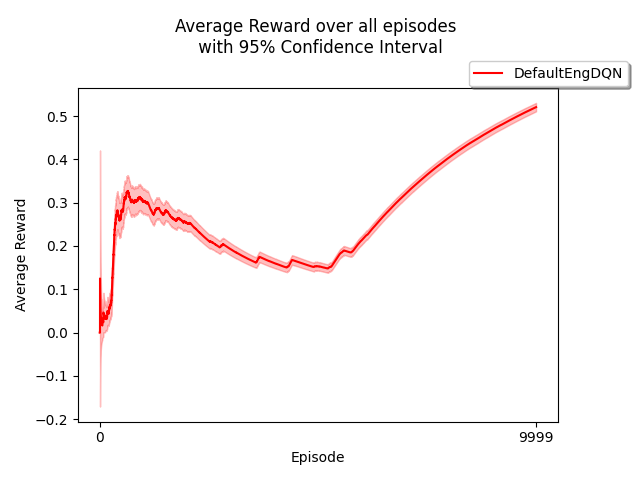 Average Reward over all episodes
with 95% Confidence Interval
DefaultEngDQN
Average Reward
0.5
0.4
0.3
0.2
0.1
0.0
−0.1
−0.2
0 9999
Episode